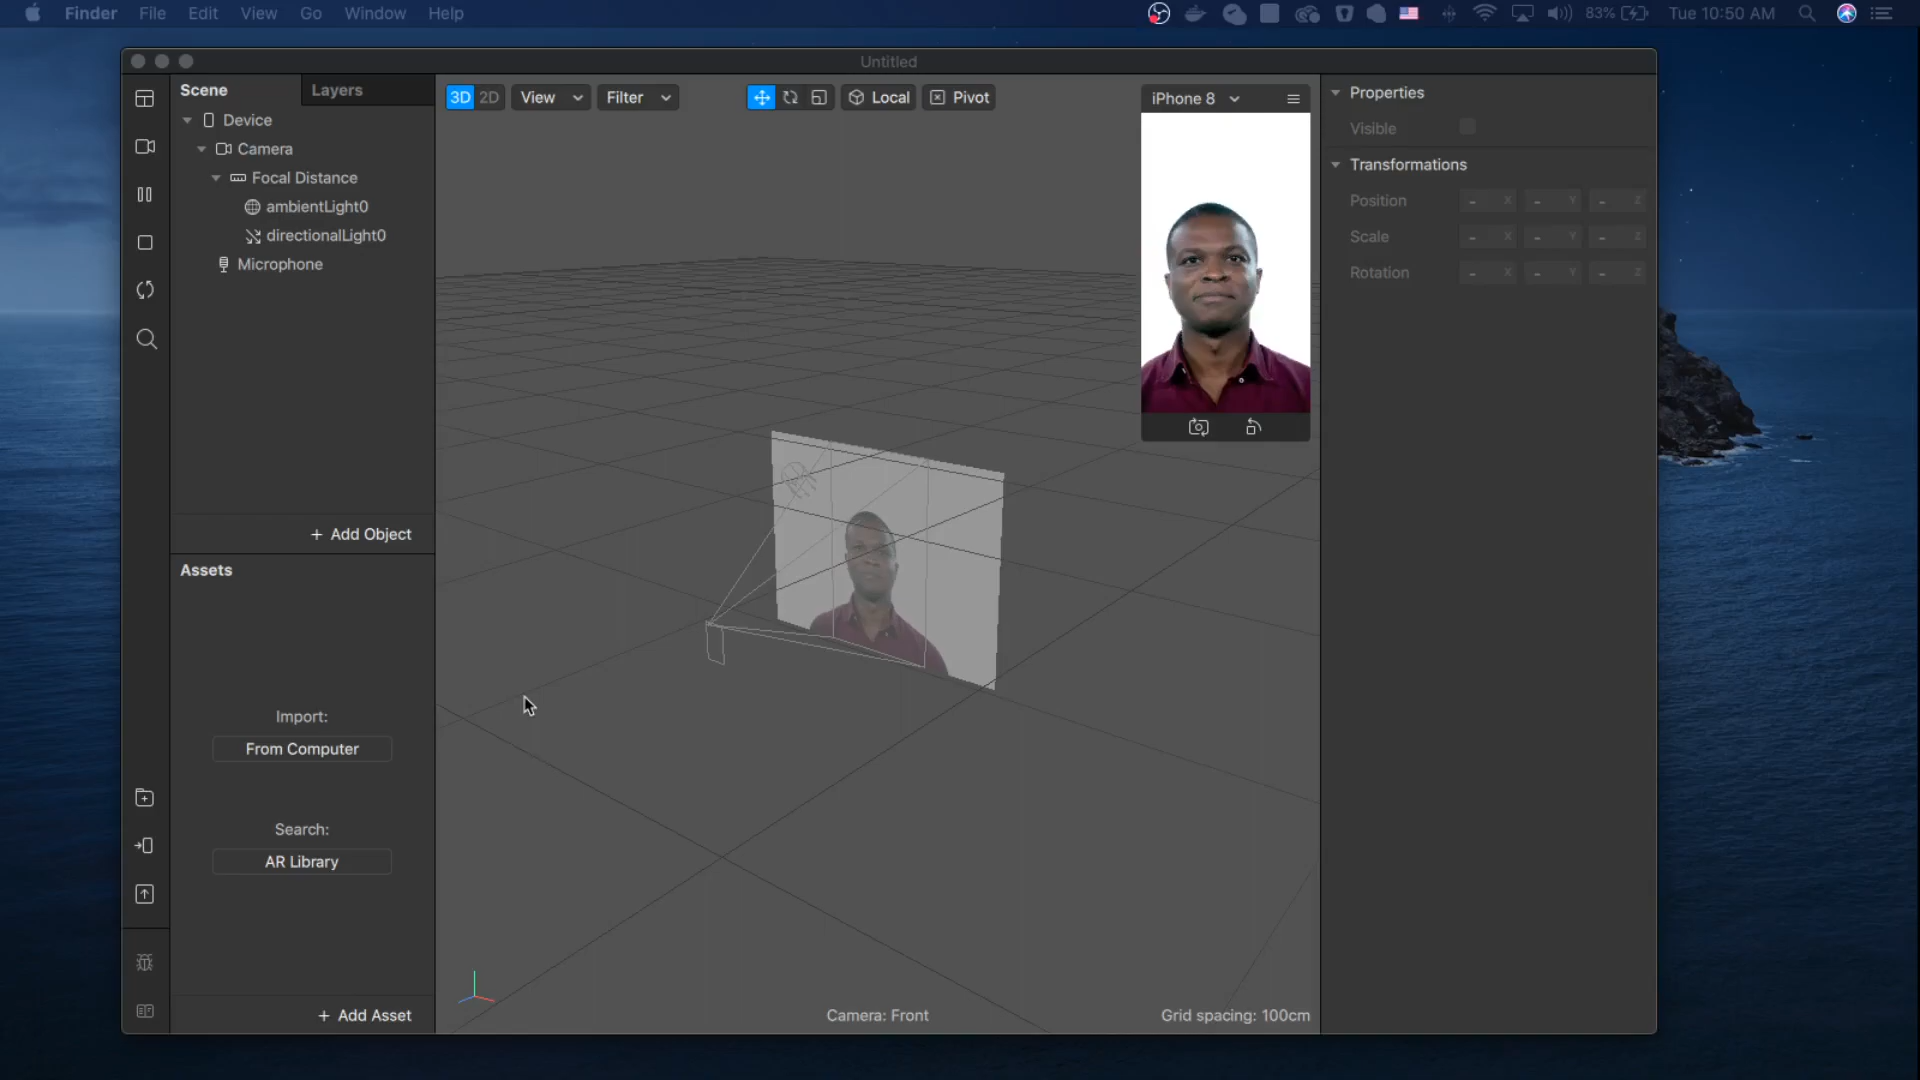 Finder File Edit View Go Window Help
83% Tue 10:50 AM
Untitled
Scene Layers
Device
Camera
Focal Distance
ambientLight0
directionalLight0
Microphone
+ Add Object
Assets
Import:
From Computer
Search:
AR Library
+ Add Asset
3D 2D View Filter Local Pivot
iPhone 8
Camera: Front
Grid spacing: 100cm
Properties
Visible
Transformations
Position - X - Y - Z
Scale - X - Y - Z
Rotation - X - Y - Z